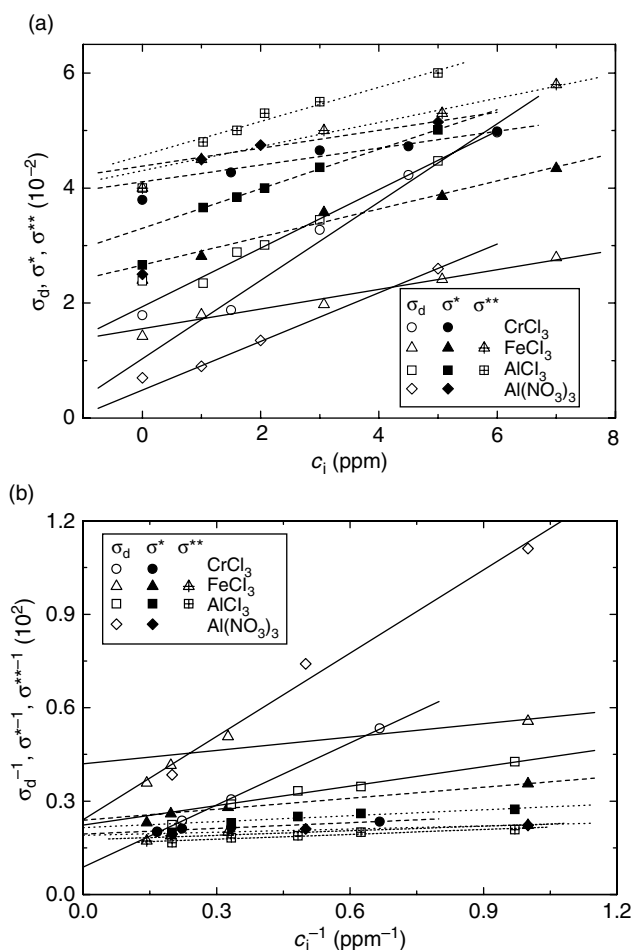 (a)
6
4
2
0
σd, σ*, σ** (10⁻²)
0 2 4 6 8
ci (ppm)
σd σ* σ**
CrCl₃
FeCl₃
AlCl₃
Al(NO₃)₃
(b)
1.2
0.9
0.6
0.3
0.0
σd⁻¹, σ*⁻¹, σ**⁻¹ (10²)
σd σ* σ**
CrCl₃
FeCl₃
AlCl₃
Al(NO₃)₃
0.0 0.3 0.6 0.9 1.2
ci⁻¹ (ppm⁻¹)